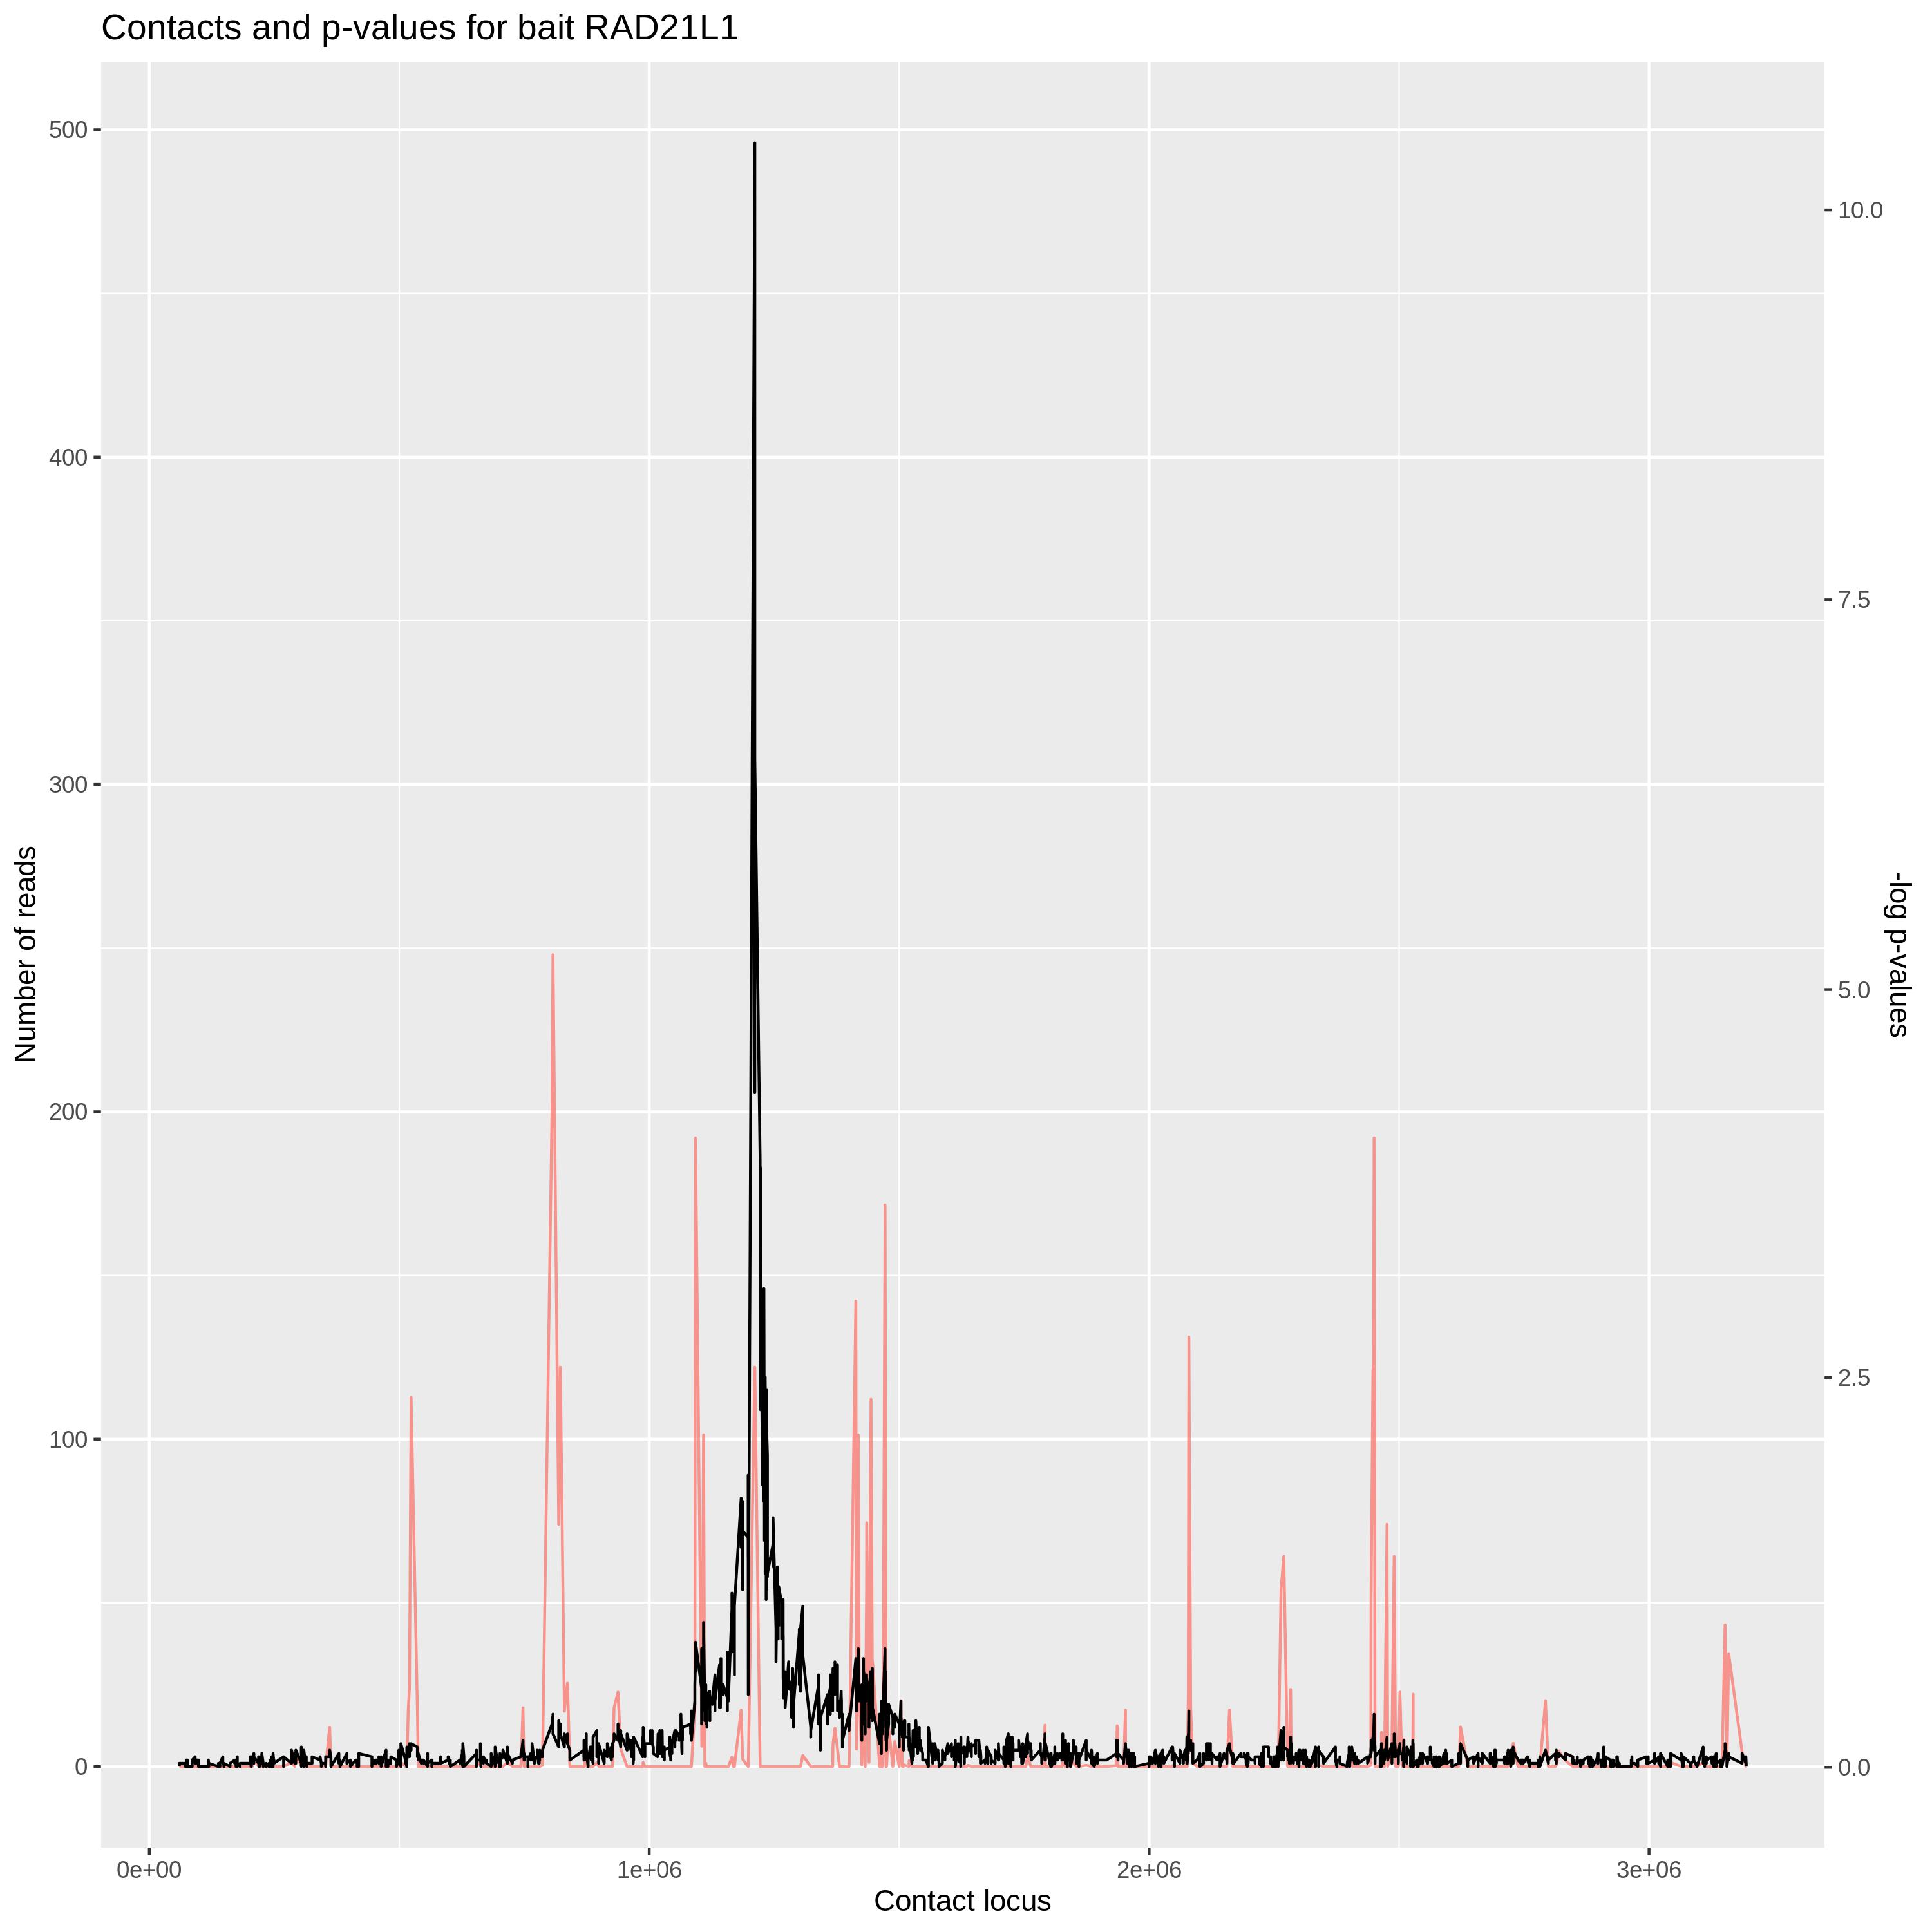 Contacts and p-values for bait RAD21L1
500
400
300
200
100
0
Number of reads
10.0
7.5
5.0
2.5
0.0
-log p-values
0e+00 1e+06 2e+06 3e+06
Contact locus